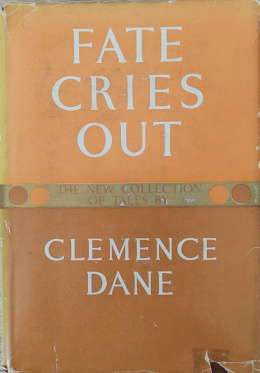 FATE
CRIES
OUT
THE NEW COLLECTION
OF TALES BY
CLEMENCE
DANE